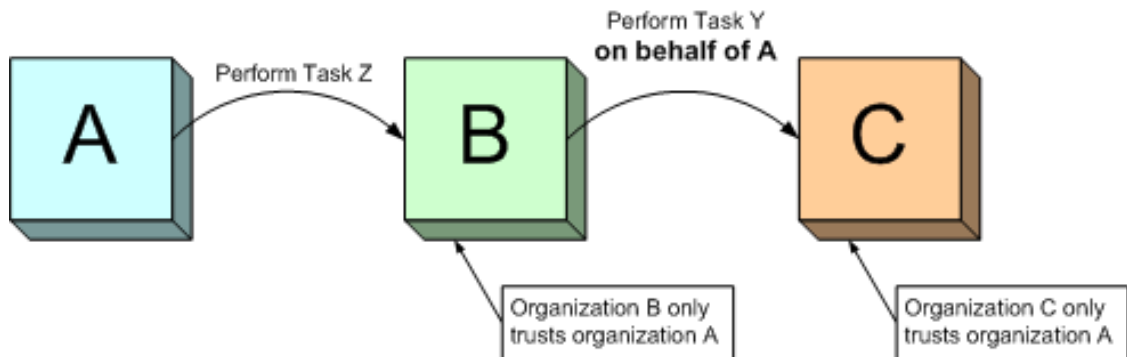 Perform Task Y
on behalf of A
Perform Task Z
A
B
C
Organization B only
trusts organization A
Organization C only
trusts organization A